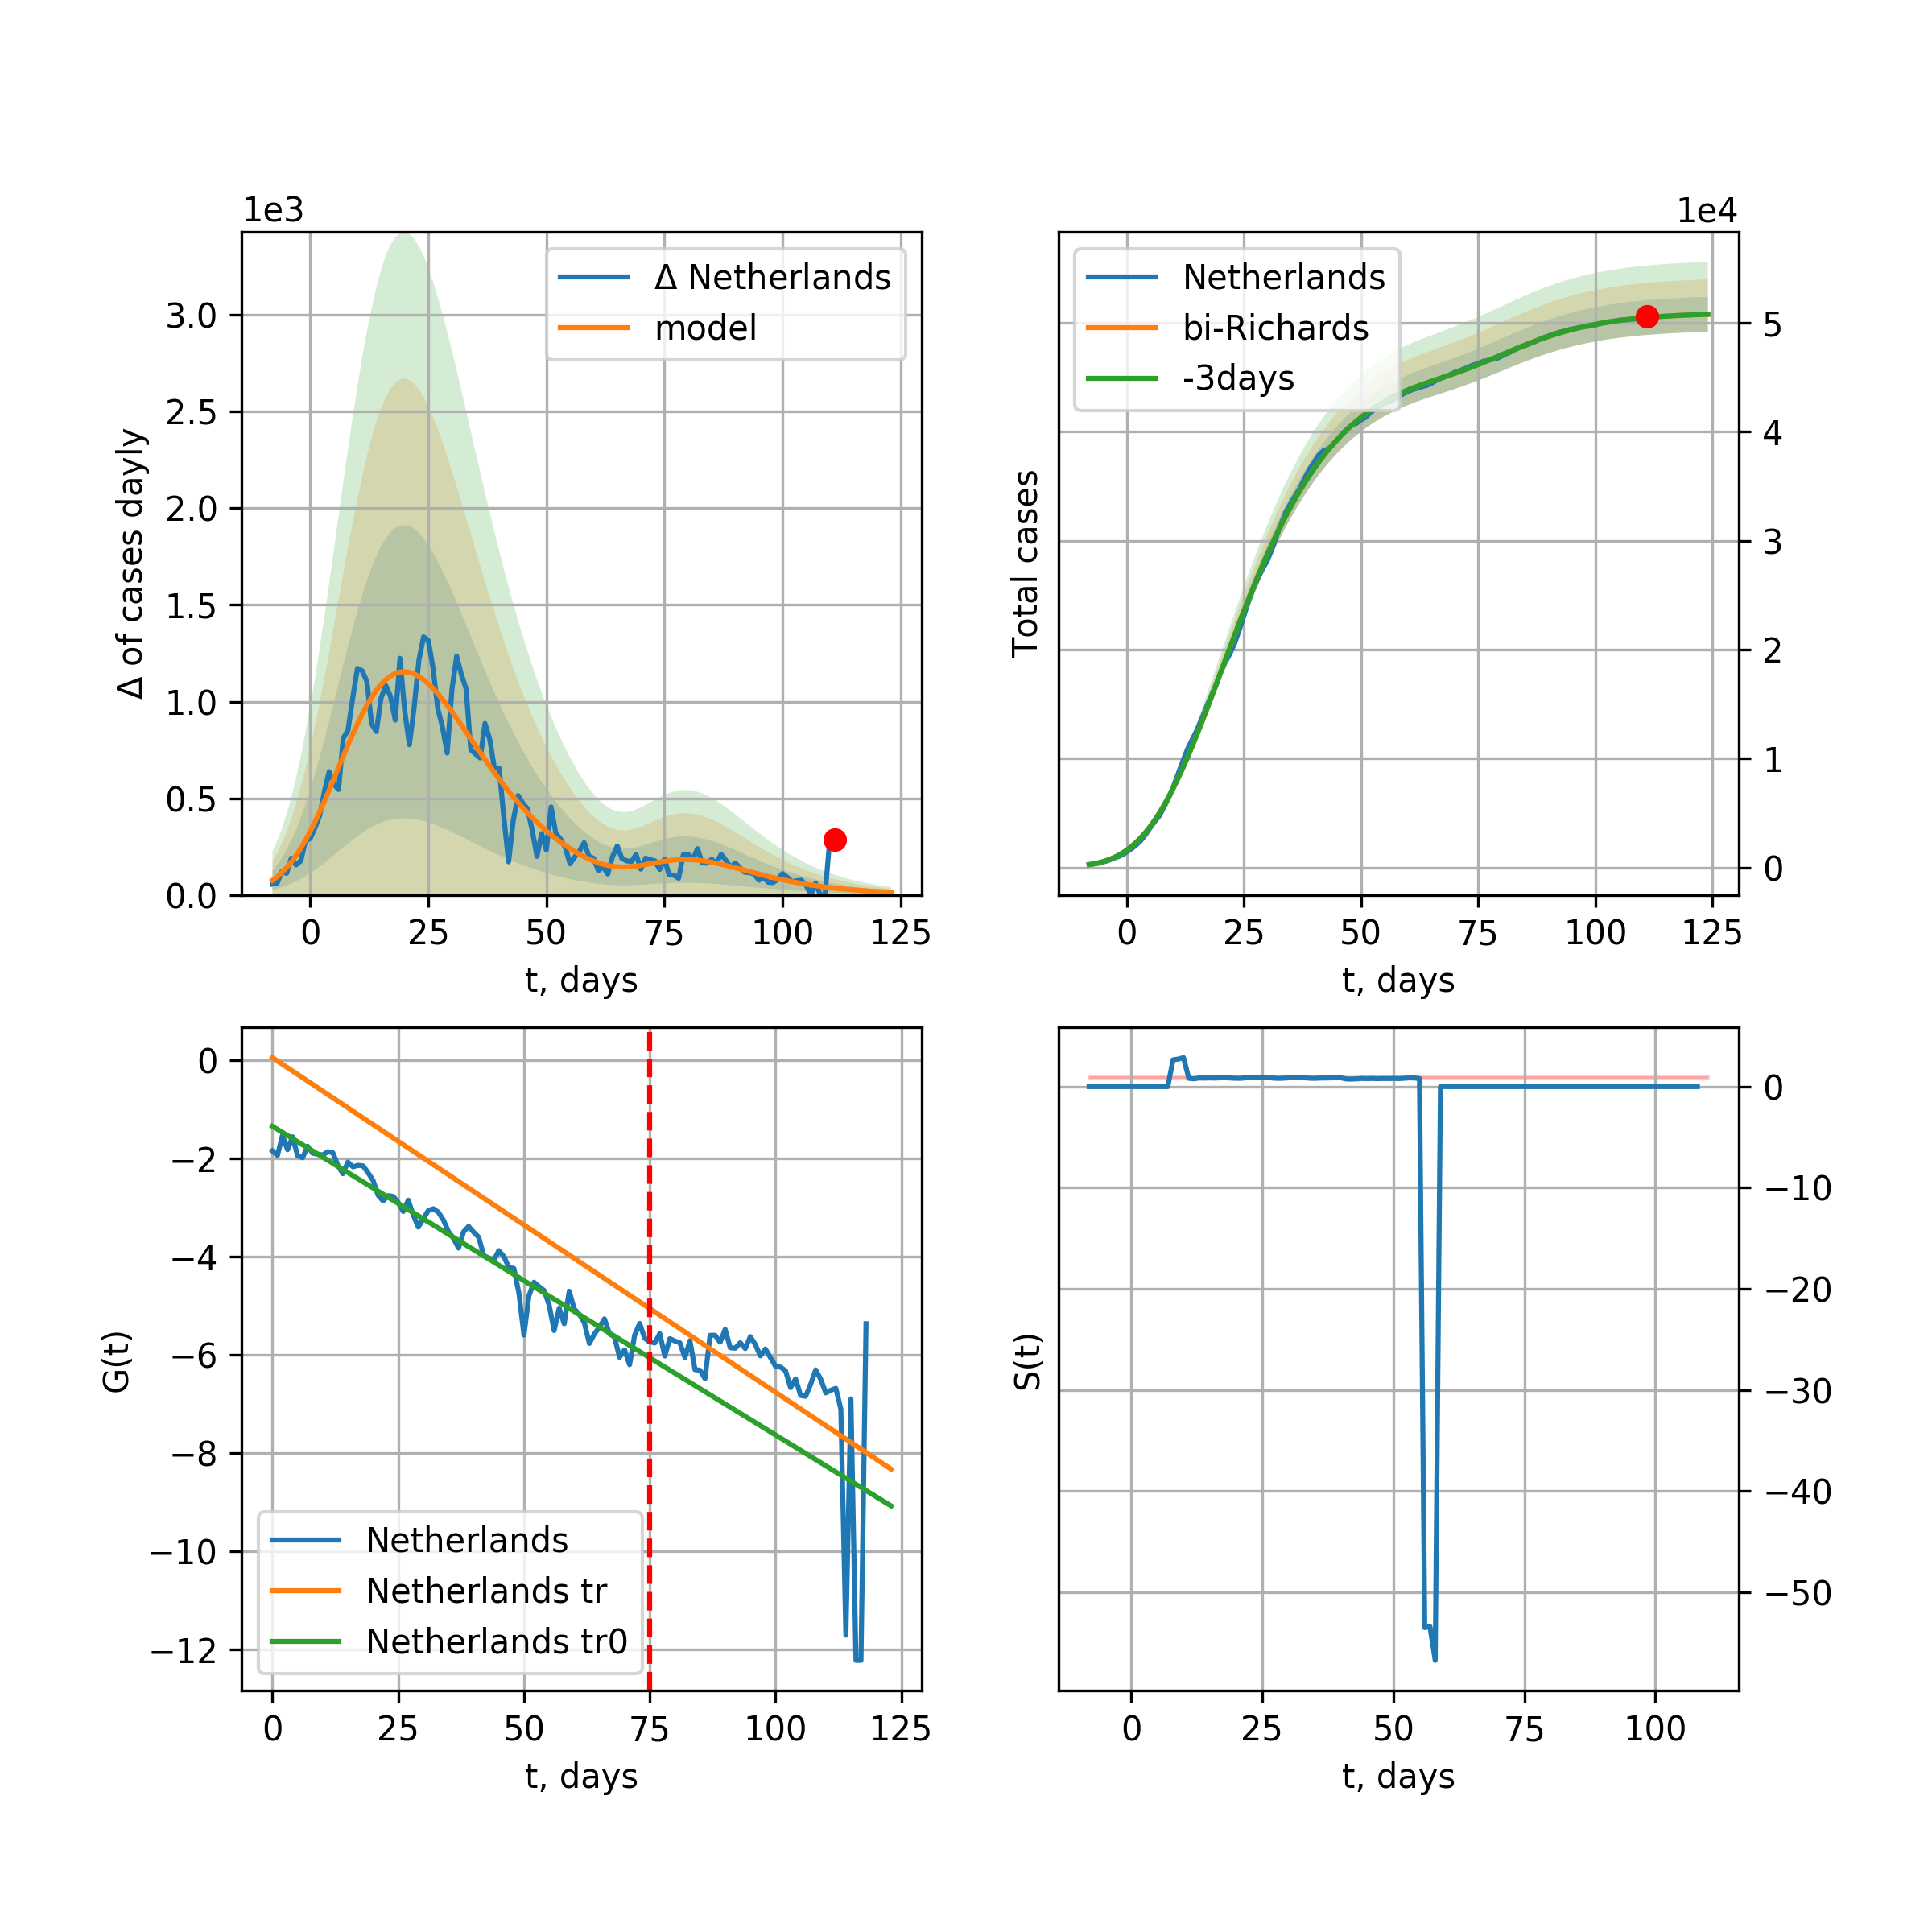 1e3
Δ of cases dayly
3.0
2.5
2.0
1.5
1.0
0.5
0.0
Δ Netherlands
model
0 25 50 75 100 125
t, days
1e4
Total cases
Netherlands
bi-Richards
-3days
5
4
3
2
1
0
0 25 50 75 100 125
t, days
G(t)
0
−2
−4
−6
−8
−10
−12
Netherlands
Netherlands tr
Netherlands tr0
0 25 50 75 100 125
t, days
S(t)
0
−10
−20
−30
−40
−50
0 25 50 75 100
t, days